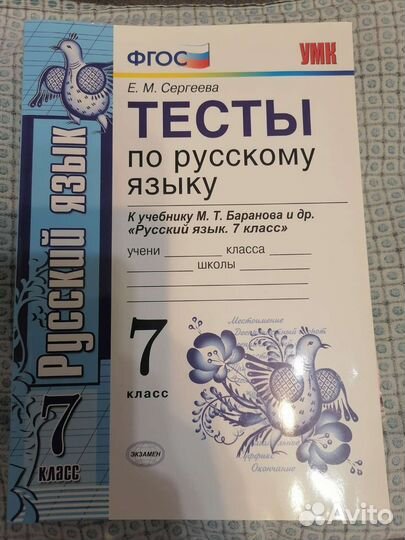 ФГОС
УМК
Е. М. Сергеева
ТЕСТЫ
по русскому
языку
К учебнику М. Т. Баранова и др.
«Русский язык. 7 класс»
учени класса
школы
7
класс
Местоимение
Суффикс
Окончание
ЭКЗАМЕН
Русский язык
7
класс
Avito